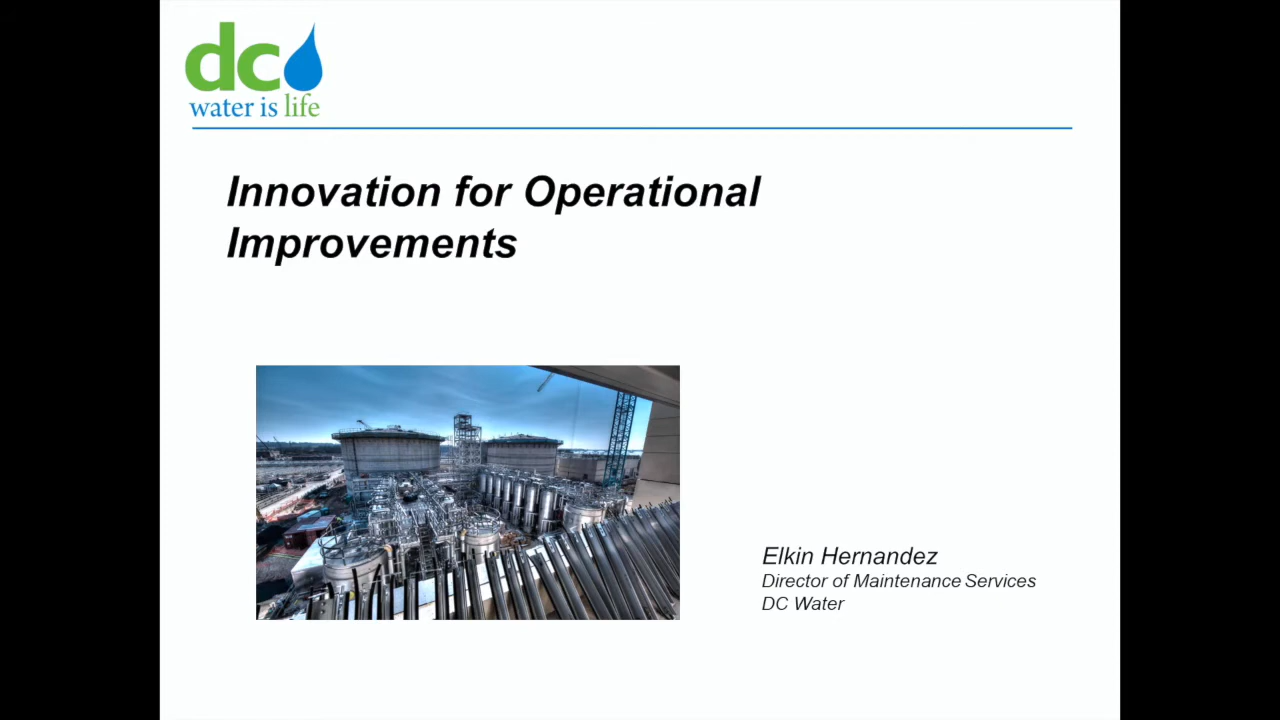 dc
water is life
Innovation for Operational
Improvements
Elkin Hernandez
Director of Maintenance Services
DC Water